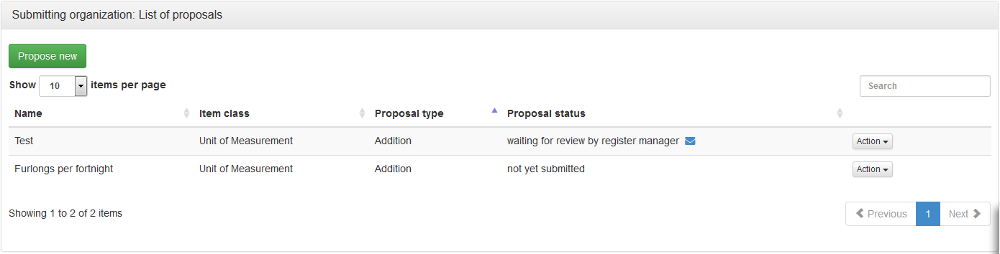 Submitting organization: List of proposals
Propose new
Show 10 items per page Search
Name Item class Proposal type Proposal status
Test Unit of Measurement Addition waiting for review by register manager Action
Furlongs per fortnight Unit of Measurement Addition not yet submitted Action
Showing 1 to 2 of 2 items Previous 1 Next